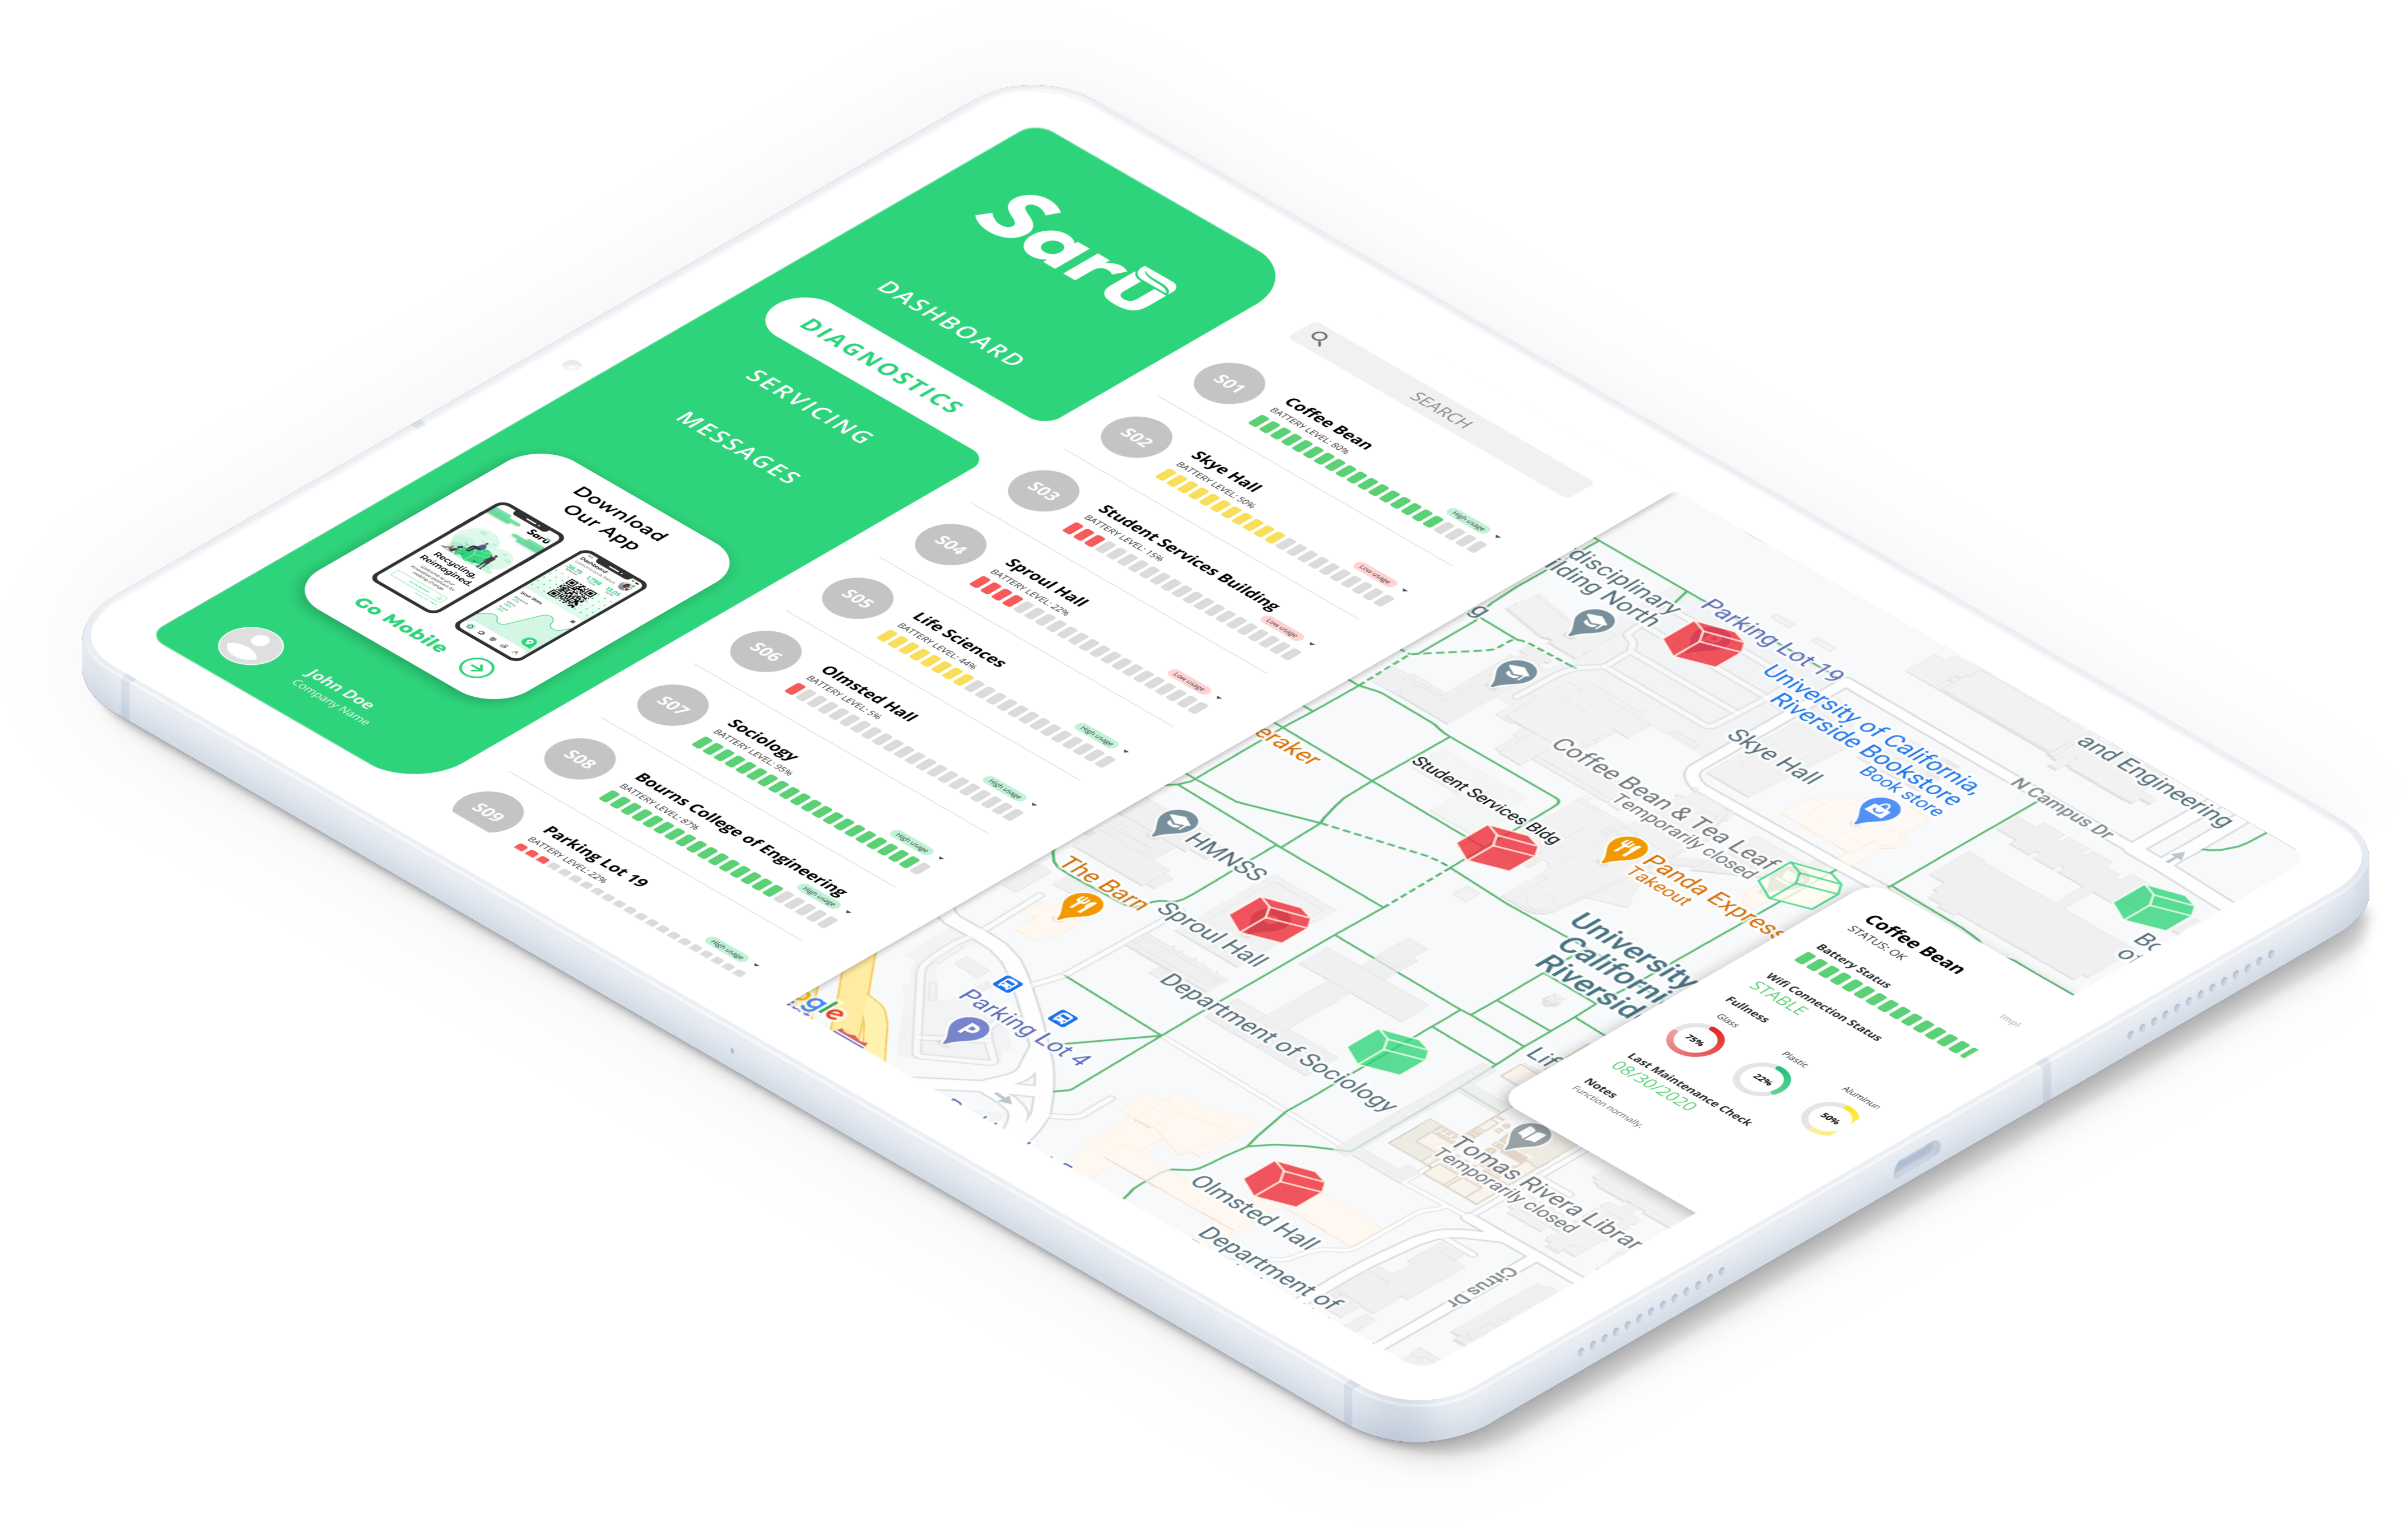 Sarū
DASHBOARD
DIAGNOSTICS
SERVICING
MESSAGES
Download
Our App
Sarū
Recycling,
Reimagined.
Dashboard
Go Mobile
John Doe
Company Name
SEARCH
S01
Coffee Bean
BATTERY LEVEL: 80%
High usage
S02
Skye Hall
BATTERY LEVEL: 50%
Low usage
S03
Student Services Building
BATTERY LEVEL: 15%
Low usage
S04
Sproul Hall
BATTERY LEVEL: 22%
Low usage
S05
Life Sciences
BATTERY LEVEL: 44%
High usage
S06
Olmsted Hall
BATTERY LEVEL: 5%
High usage
S07
Sociology
BATTERY LEVEL: 95%
High usage
S08
Bourns College of Engineering
BATTERY LEVEL: 87%
High usage
S09
Parking Lot 19
BATTERY LEVEL: 22%
High usage
disciplinary
ilding North
g
Parking Lot 19
University of California,
Riverside Bookstore
Book store
and Engineering
N Campus Dr
Skye Hall
Coffee Bean & Tea Leaf
Temporarily closed
Student Services Bldg
eraker
HMNSS
The Barn
Panda Express
Takeout
Sproul Hall
University
Californi
Riversid
Department of Sociology
Parking Lot 4
P
gle
Lif
Bc
of
Tomas Rivera Librar
Temporarily closed
Olmsted Hall
Department of
Citrus Dr
Coffee Bean
STATUS: OK
Battery Status
Wifi Connection Status
STABLE
Impl
Fullness
Glass
75%
Plastic
22%
Aluminun
50%
Last Maintenance Check
08/30/2020
Notes
Function normally.